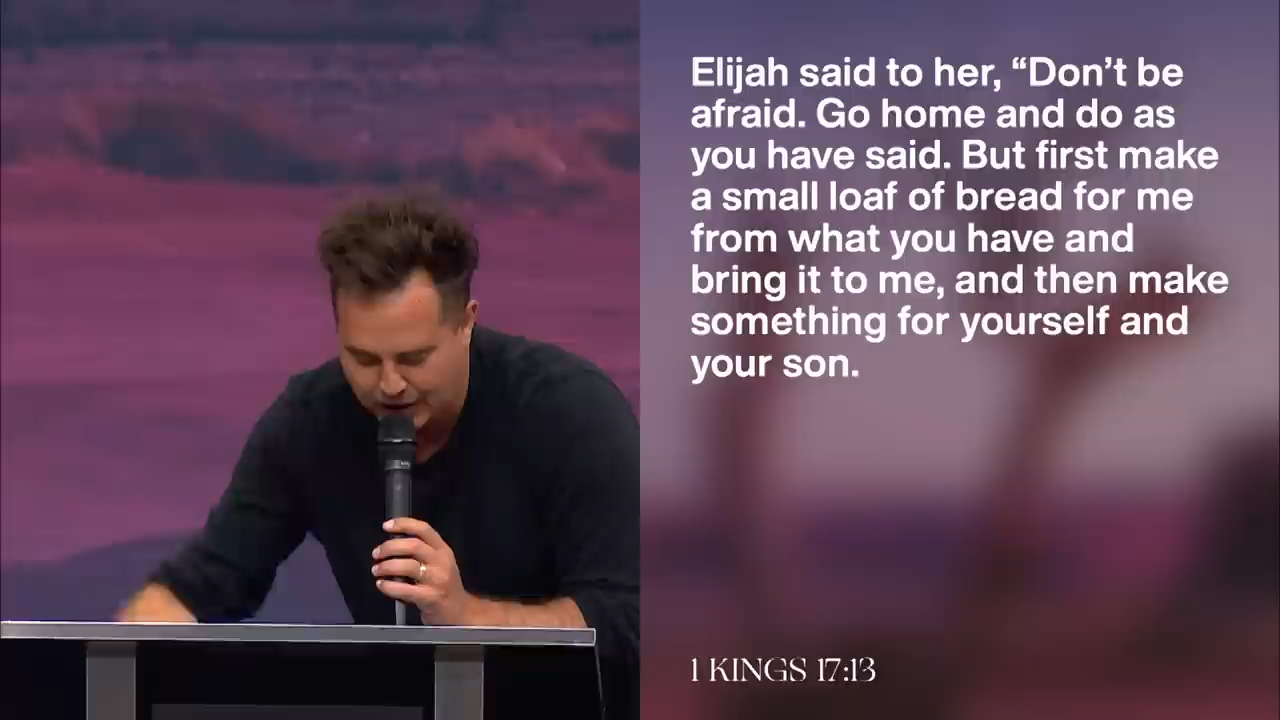 Elijah said to her, “Don’t be
afraid. Go home and do as
you have said. But first make
a small loaf of bread for me
from what you have and
bring it to me, and then make
something for yourself and
your son.
1 KINGS 17:13